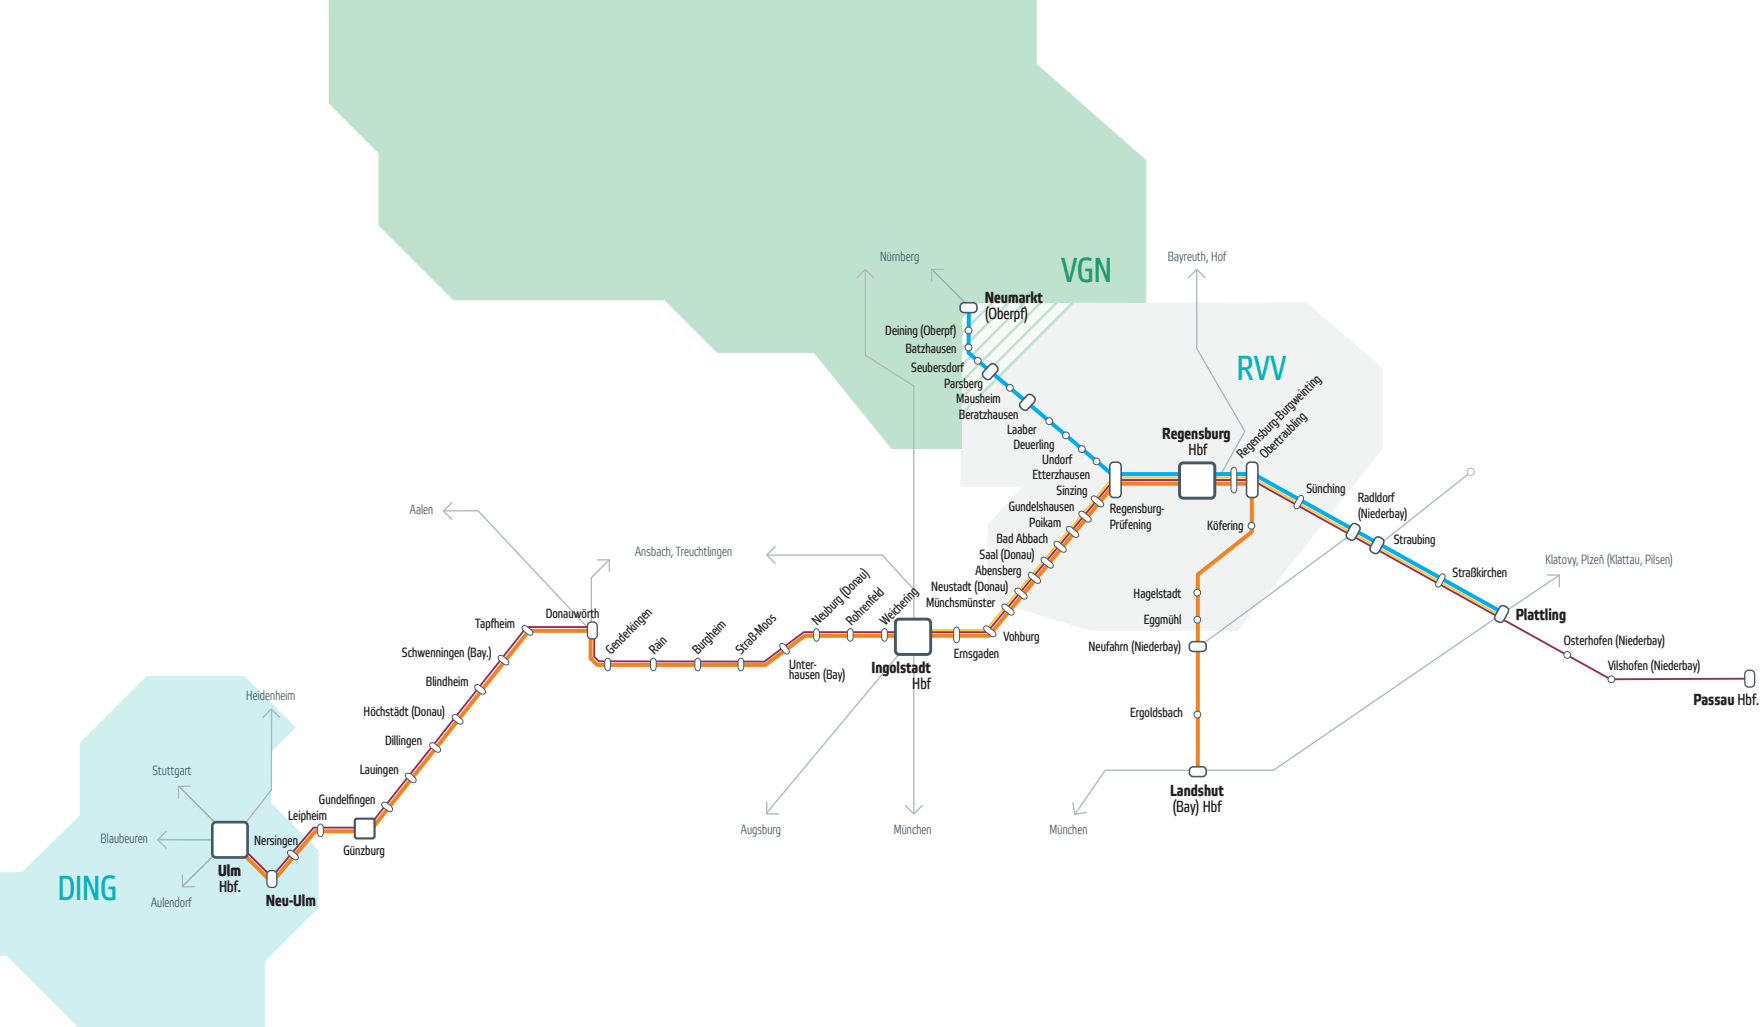 Nürnberg
VGN
Bayreuth, Hof
Neumarkt
(Oberpf)
Deining (Oberpf)
Batzhausen
Seubersdorf
Parsberg
Mausheim
Beratzhausen
Laaber
Deuerling
Undorf
Etterzhausen
Sinzing
Gundelshausen
Poikam
Bad Abbach
Saal (Donau)
Abensberg
Neustadt (Donau)
Münchsmünster
RVV
Regensburg
Hbf
Regensburg-Burgweinting
Obertraubling
Regensburg-
Prüfening
Köfering
Sünching
Radldorf
(Niederbay)
Straubing
Straßkirchen
Klatovy, Plzeň (Klattau, Pilsen)
Plattling
Osterhofen (Niederbay)
Vilshofen (Niederbay)
Passau Hbf.
Hagelstadt
Eggmühl
Neufahrn (Niederbay)
Ergoldsbach
Landshut
(Bay) Hbf
München
Vohburg
Ernsgaden
Ingolstadt
Hbf
München
Augsburg
Aalen
Ansbach, Treuchtlingen
Donauwörth
Genderkingen
Rain
Burgheim
Straß-Moos
Unter-
hausen (Bay)
Neuburg (Donau)
Rohrenfeld
Weichering
Tapfheim
Schwenningen (Bay.)
Blindheim
Höchstädt (Donau)
Dillingen
Lauingen
Gundelfingen
Leipheim
Günzburg
Nersingen
Heidenheim
Stuttgart
Blaubeuren
Aulendorf
Ulm
Hbf.
Neu-Ulm
DING